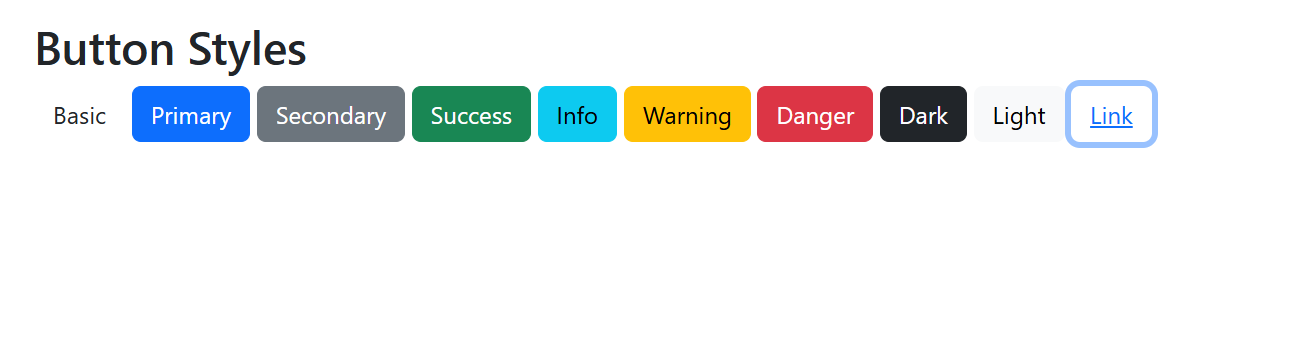 Button Styles
Basic Primary Secondary Success Info Warning Danger Dark Light Link